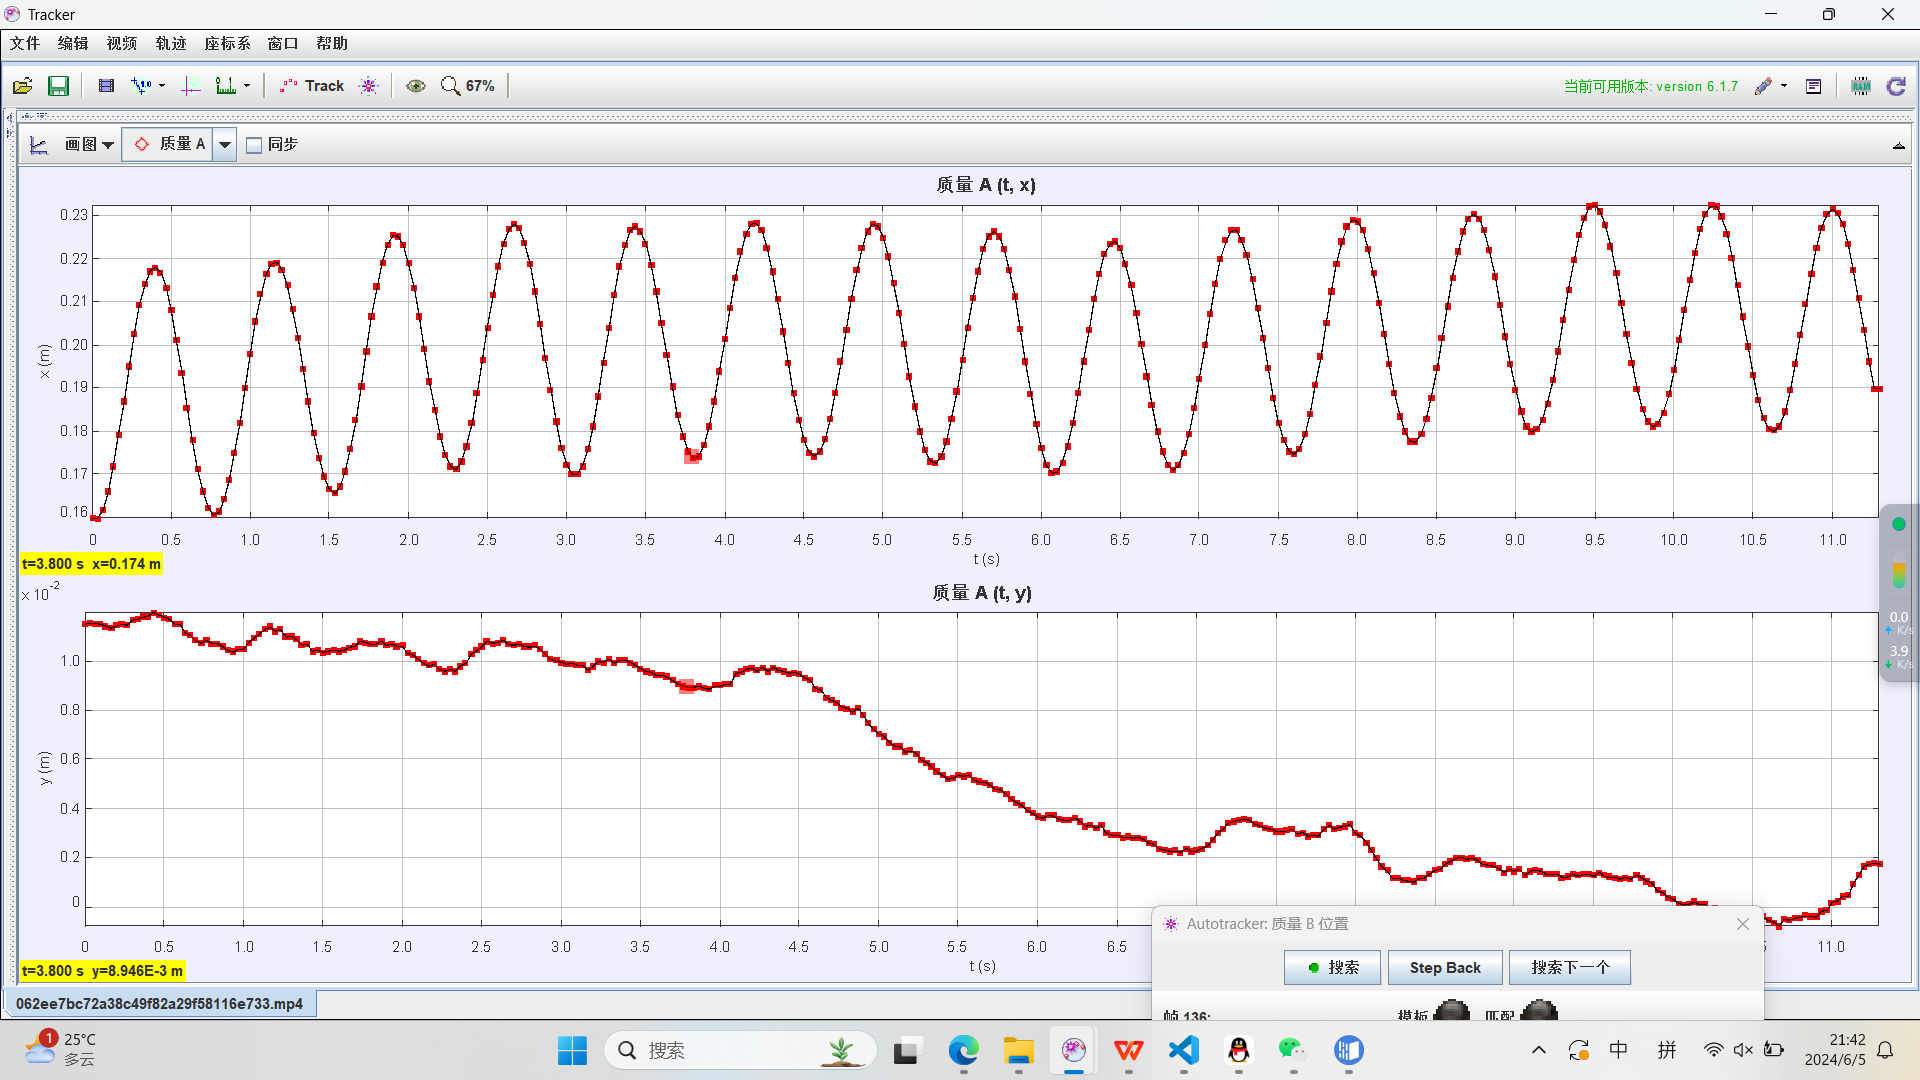 Tracker
文件 编辑 视频 轨迹 座标系 窗口 帮助
Track 67% 当前可用版本: version 6.1.7
画图 质量 A 同步
质量 A (t, x)
0.23
0.22
0.21
0.20
0.19
0.18
0.17
0.16
x (m)
0 0.5 1.0 1.5 2.0 2.5 3.0 3.5 4.0 4.5 5.0 5.5 6.0 6.5 7.0 7.5 8.0 8.5 9.0 9.5 10.0 10.5 11.0
t (s)
t=3.800 s x=0.174 m
x 10-2
质量 A (t, y)
1.0
0.8
0.6
0.4
0.2
0
y (m)
0 0.5 1.0 1.5 2.0 2.5 3.0 3.5 4.0 4.5 5.0 5.5 6.0 6.5 11.0
t (s)
t=3.800 s y=8.946E-3 m
0.0
K/s
3.9
K/s
Autotracker: 质量 B 位置
搜索 Step Back 搜索下一个
帧 136: 模板 匹配
062ee7bc72a38c49f82a29f58116e733.mp4
1
25°C
多云
搜索
中 拼
21:42
2024/6/5